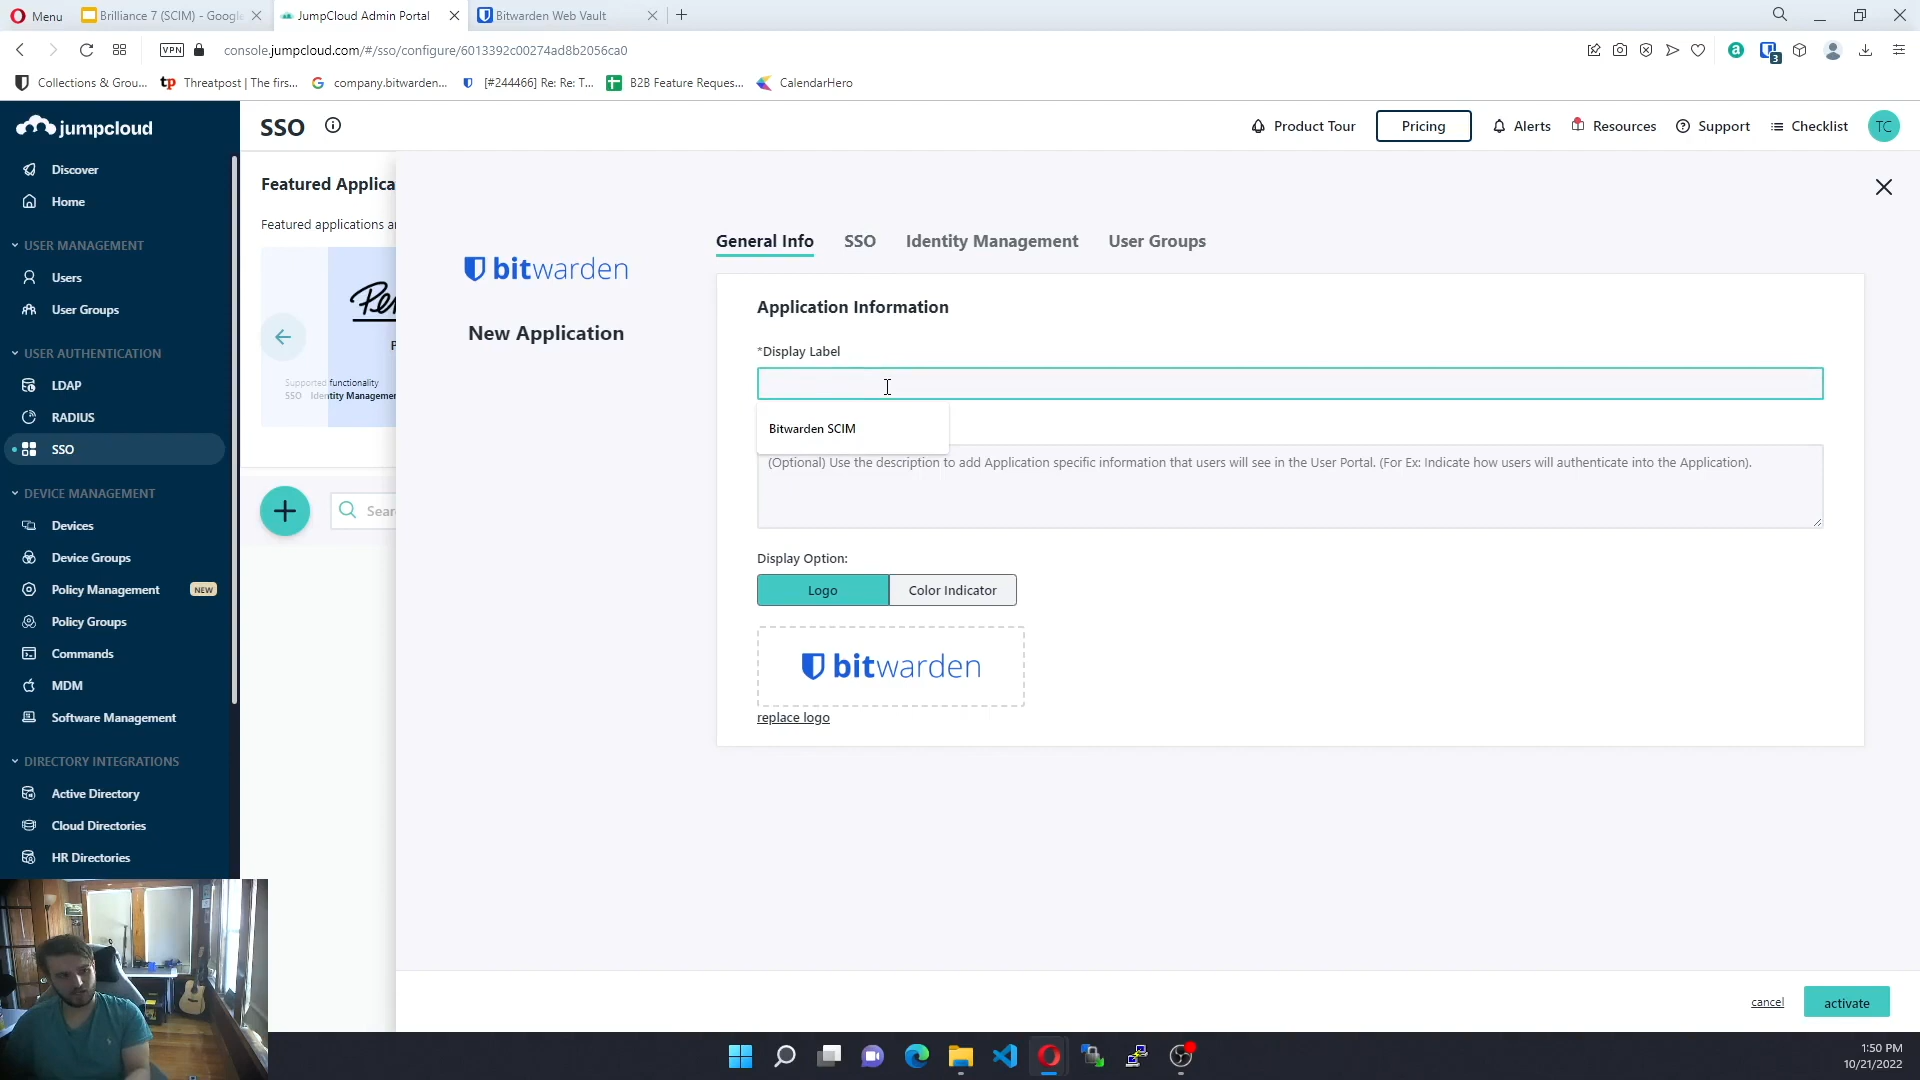 Menu
Brilliance 7 (SCIM) - Google
JumpCloud Admin Portal
Bitwarden Web Vault
VPN
console.jumpcloud.com/#/sso/configure/6013392c00274ad8b2056ca0
a
3
Collections & Grou...
tp Threatpost | The firs...
company.bitwarden...
[#244466] Re: Re: T...
B2B Feature Reques...
CalendarHero
jumpcloud
SSO
Product Tour
Pricing
Alerts
Resources
Support
Checklist
TC
Discover
Home
USER MANAGEMENT
Users
User Groups
USER AUTHENTICATION
LDAP
RADIUS
SSO
DEVICE MANAGEMENT
Devices
Device Groups
Policy Management NEW
Policy Groups
Commands
MDM
Software Management
DIRECTORY INTEGRATIONS
Active Directory
Cloud Directories
HR Directories
Featured Applica
Featured applications a
P
Supported functionality
SSO Identity Managemen
Sear
bitwarden
New Application
General Info
SSO
Identity Management
User Groups
Application Information
*Display Label
Bitwarden SCIM
(Optional) Use the description to add Application specific information that users will see in the User Portal. (For Ex: Indicate how users will authenticate into the Application).
Display Option:
Logo
Color Indicator
bitwarden
replace logo
cancel
activate
1:50 PM
10/21/2022